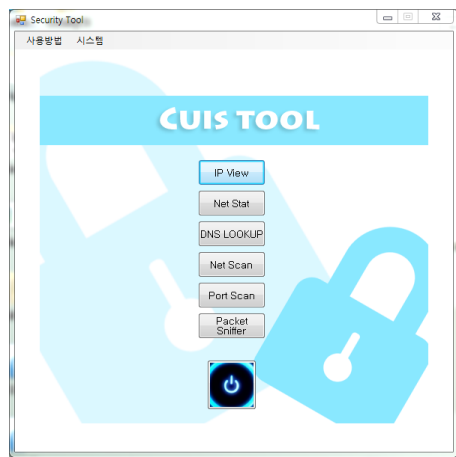 Security Tool
사용방법 시스템
CUIS TOOL
IP View
Net Stat
DNS LOOKUP
Net Scan
Port Scan
Packet
Sniffer